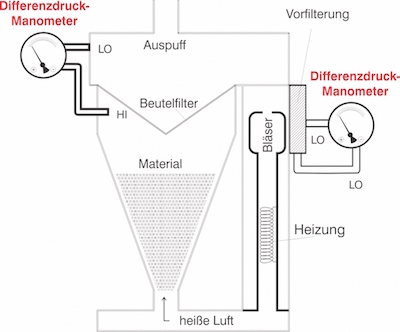 Differenzdruck-
Manometer
LO
Auspuff
Vorfilterung
Differenzdruck-
Manometer
HI
Beutelfilter
Bläser
LO
LO
Material
Heizung
heiße Luft